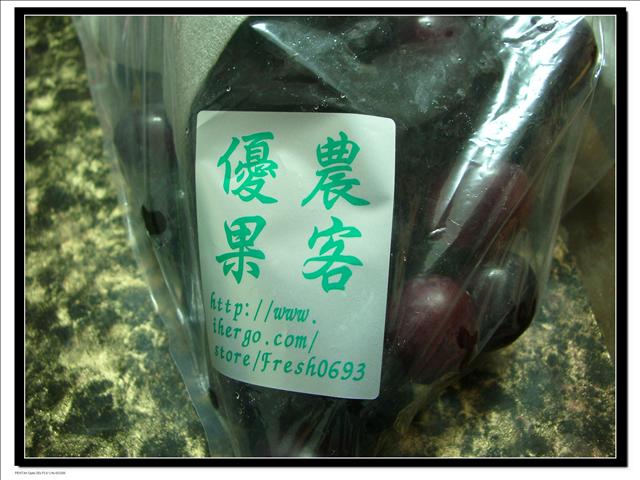 農客
優果
http://www.
ihergo.com/
store/Fresh0693